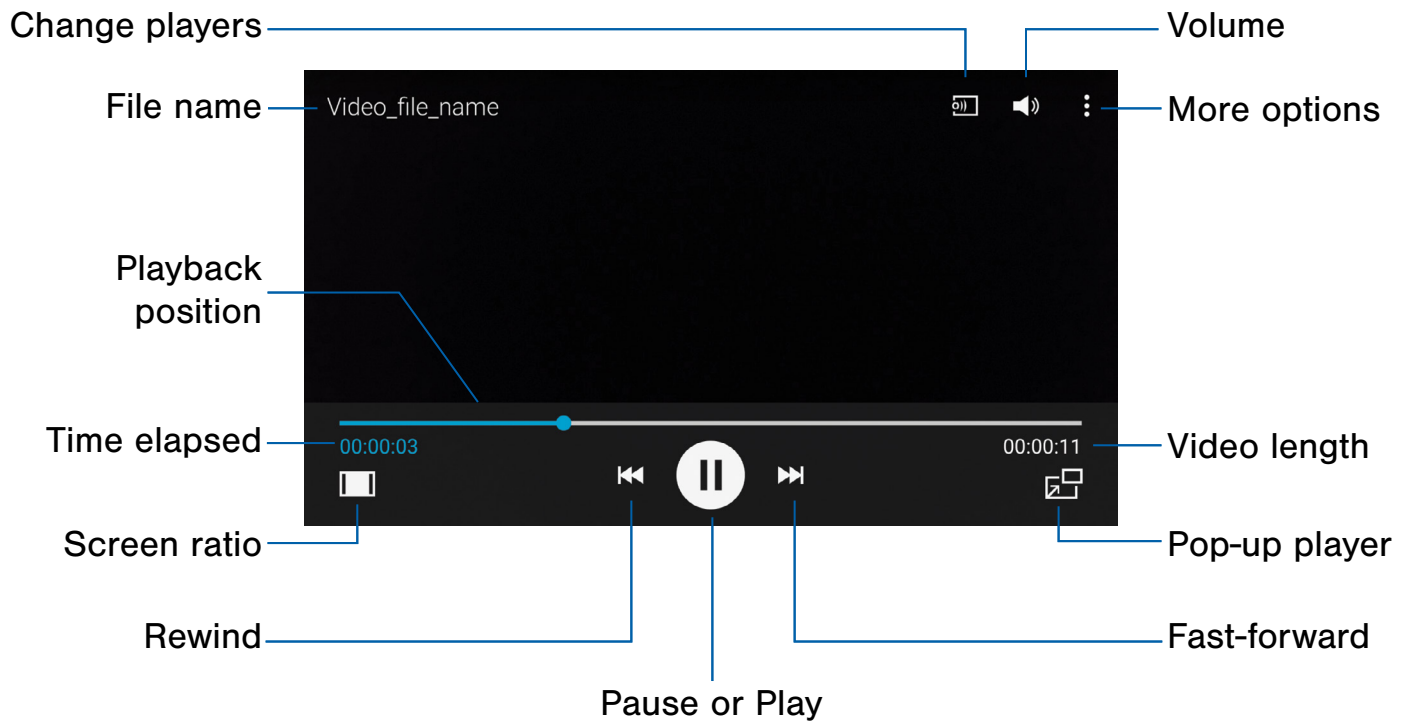 Change players
Volume
File name
Video_file_name
More options
Playback
position
Time elapsed
00:00:03
00:00:11
Video length
Screen ratio
Pop-up player
Rewind
Fast-forward
Pause or Play